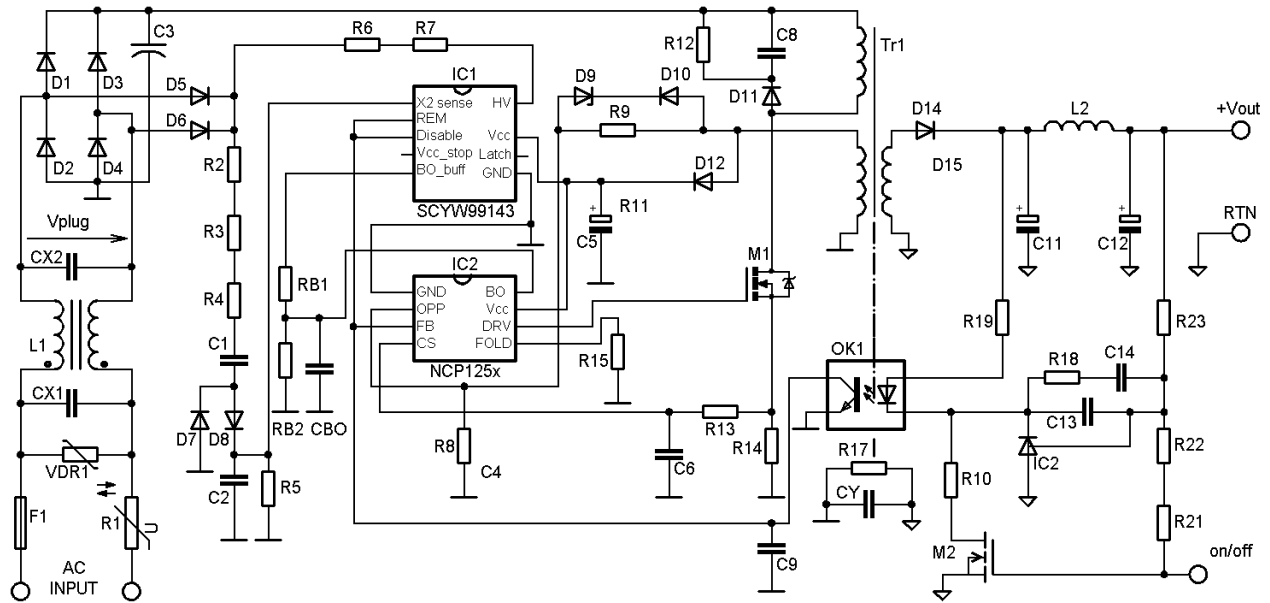 C3
R6
R7
R12
C8
Tr1
D1
D3
D5
D6
D2
D4
IC1
X2 sense
HV
REM
Disable
Vcc
Vcc_stop
Latch
BO_buff
GND
SCYW99143
D9
D10
R9
D11
D12
D14
D15
L2
+Vout
R2
R3
R4
Vplug
CX2
L1
CX1
VDR1
F1
R1
U
AC
INPUT
C1
D7
D8
C2
R5
RB1
RB2
CBO
R11
C5
IC2
GND
BO
OPP
Vcc
FB
DRV
CS
FOLD
NCP125x
R15
M1
R8
C4
R13
C6
R14
C9
+
C11
+
C12
+
RTN
R19
R23
OK1
R18
C14
C13
IC2
R22
R17
CY
R10
R21
M2
on/off